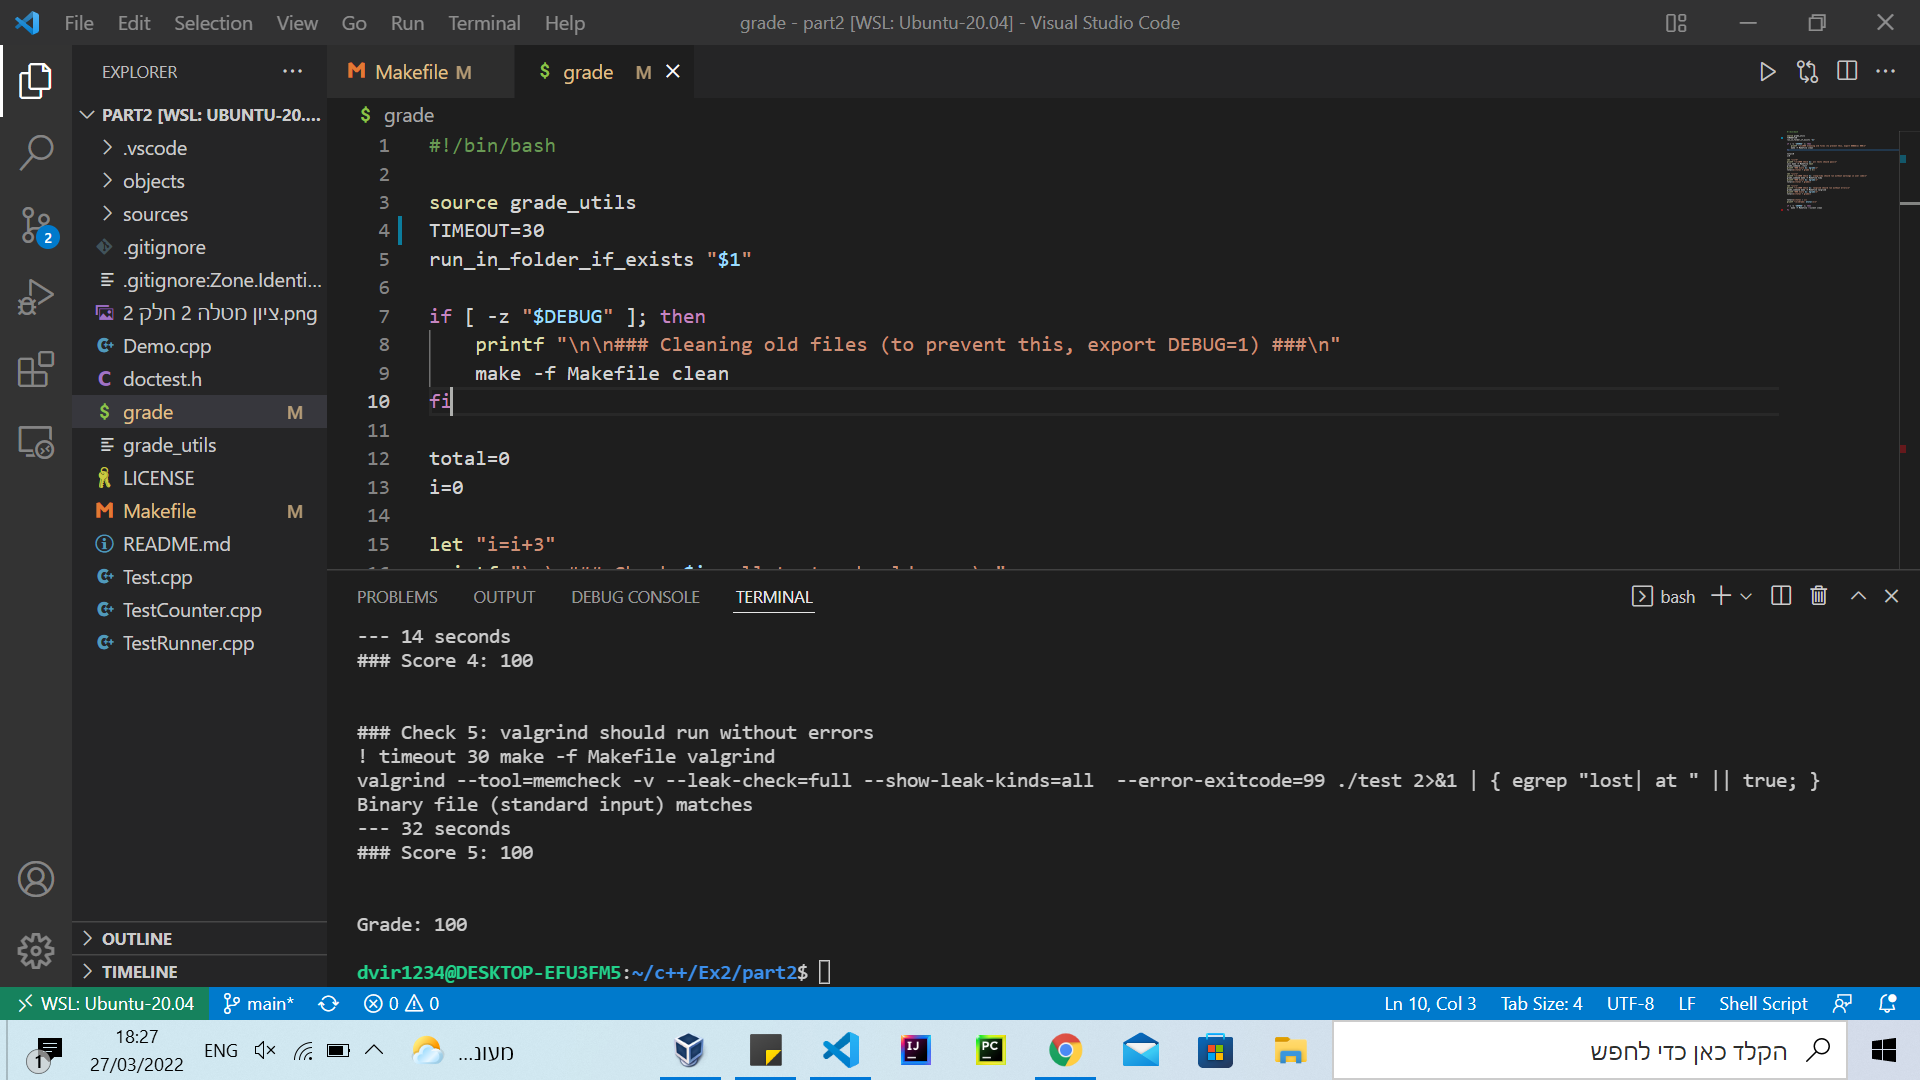 File Edit Selection View Go Run Terminal Help
grade - part2 [WSL: Ubuntu-20.04] - Visual Studio Code
EXPLORER
PART2 [WSL: UBUNTU-20....
.vscode
objects
sources
.gitignore
.gitignore:Zone.Identi...
ציון מטלה 2 חלק 2.png
Demo.cpp
doctest.h
grade M
grade_utils
LICENSE
Makefile M
README.md
Test.cpp
TestCounter.cpp
TestRunner.cpp
OUTLINE
TIMELINE
2
Makefile M
grade M
$ grade
1 #!/bin/bash
2
3 source grade_utils
4 TIMEOUT=30
5 run_in_folder_if_exists "$1"
6
7 if [ -z "$DEBUG" ]; then
8 printf "\n\n### Cleaning old files (to prevent this, export DEBUG=1) ###\n"
9 make -f Makefile clean
10 fi
11
12 total=0
13 i=0
14
15 let "i=i+3"
PROBLEMS OUTPUT DEBUG CONSOLE TERMINAL
bash
--- 14 seconds
### Score 4: 100
### Check 5: valgrind should run without errors
! timeout 30 make -f Makefile valgrind
valgrind --tool=memcheck -v --leak-check=full --show-leak-kinds=all  --error-exitcode=99 ./test 2>&1 | { egrep "lost| at " || true; }
Binary file (standard input) matches
--- 32 seconds
### Score 5: 100
Grade: 100
dvir1234@DESKTOP-EFU3FM5:~/c++/Ex2/part2$
WSL: Ubuntu-20.04 main* 0 0
Ln 10, Col 3 Tab Size: 4 UTF-8 LF Shell Script
1
18:27
27/03/2022
ENG
מעונ...
IJ
PC
הקלד כאן כדי לחפש